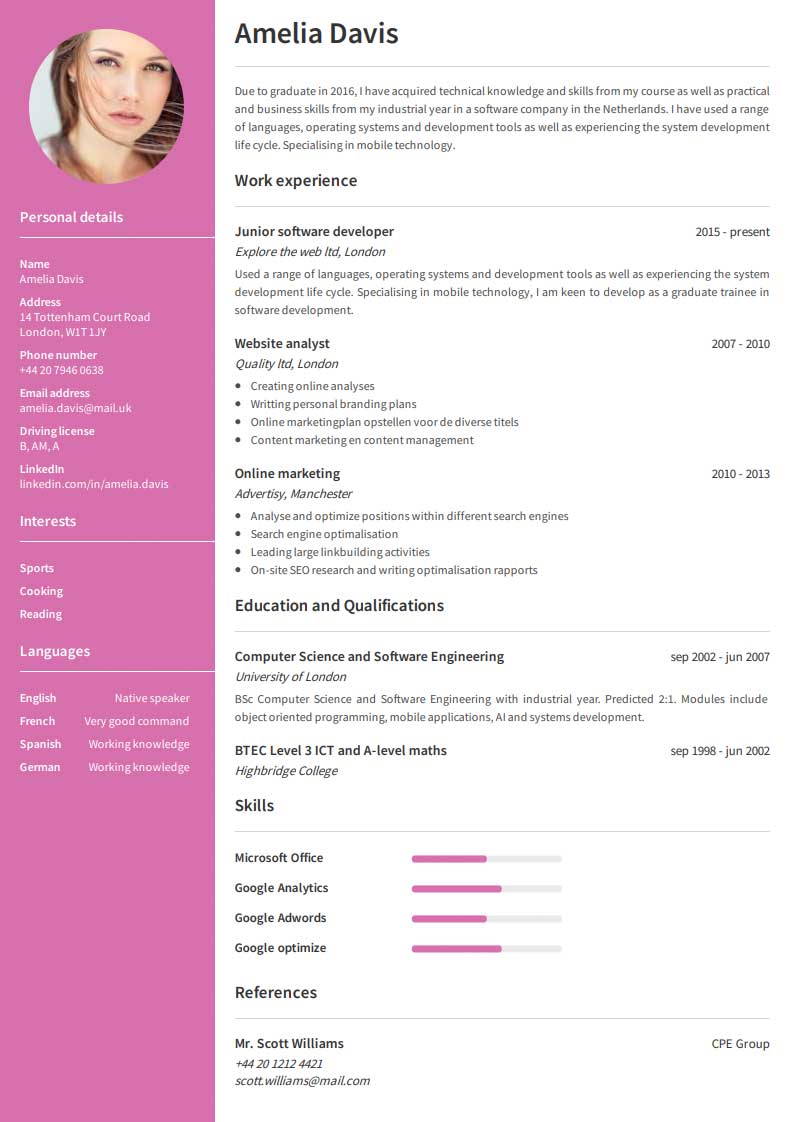 Personal details
Name
Amelia Davis
Address
14 Tottenham Court Road
London, W1T 1JY
Phone number
+44 20 7946 0638
Email address
amelia.davis@mail.uk
Driving license
B, AM, A
LinkedIn
linkedin.com/in/amelia.davis
Interests
Sports
Cooking
Reading
Languages
English Native speaker
French Very good command
Spanish Working knowledge
German Working knowledge
Amelia Davis
Due to graduate in 2016, I have acquired technical knowledge and skills from my course as well as practical
and business skills from my industrial year in a software company in the Netherlands. I have used a range
of languages, operating systems and development tools as well as experiencing the system development
life cycle. Specialising in mobile technology.
Work experience
Junior software developer 2015 - present
Explore the web ltd, London
Used a range of languages, operating systems and development tools as well as experiencing the system
development life cycle. Specialising in mobile technology, I am keen to develop as a graduate trainee in
software development.
Website analyst 2007 - 2010
Quality ltd, London
• Creating online analyses
• Writting personal branding plans
• Online marketingplan opstellen voor de diverse titels
• Content marketing en content management
Online marketing 2010 - 2013
Advertisy, Manchester
• Analyse and optimize positions within different search engines
• Search engine optimalisation
• Leading large linkbuilding activities
• On-site SEO research and writing optimalisation rapports
Education and Qualifications
Computer Science and Software Engineering sep 2002 - jun 2007
University of London
BSc Computer Science and Software Engineering with industrial year. Predicted 2:1. Modules include
object oriented programming, mobile applications, AI and systems development.
BTEC Level 3 ICT and A-level maths sep 1998 - jun 2002
Highbridge College
Skills
Microsoft Office
Google Analytics
Google Adwords
Google optimize
References
Mr. Scott Williams CPE Group
+44 20 1212 4421
scott.williams@mail.com